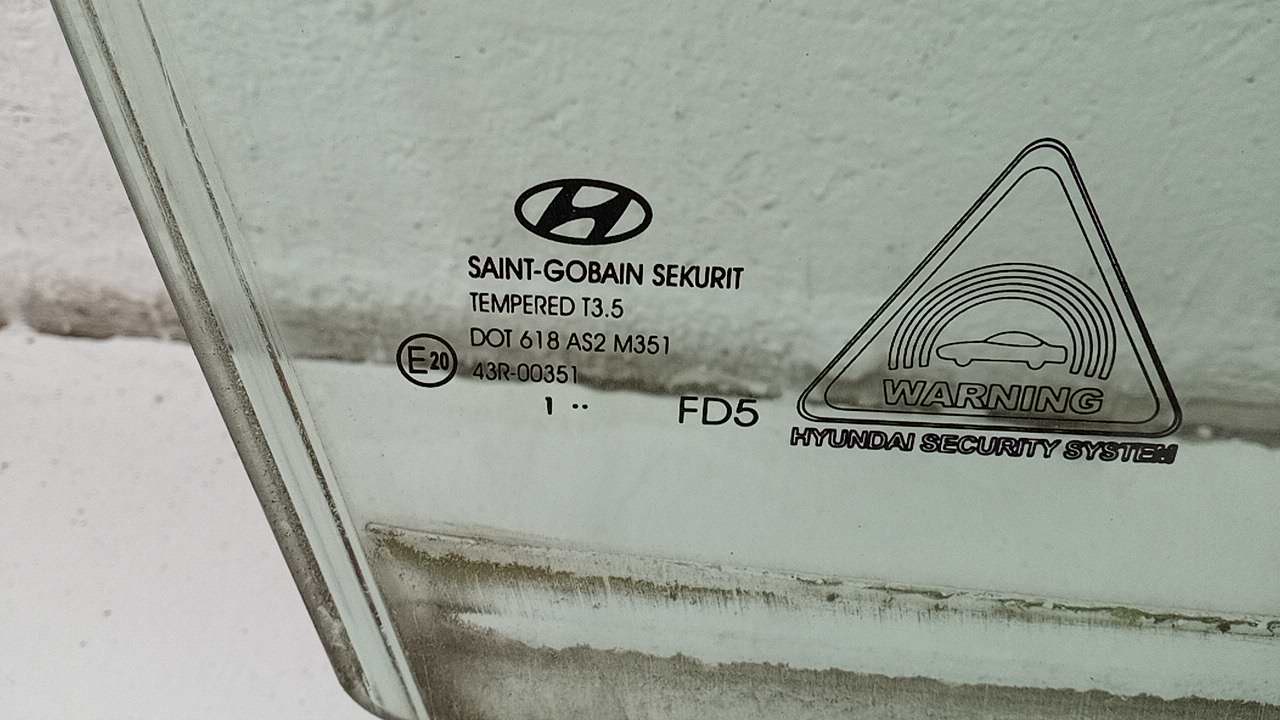 SAINT-GOBAIN SEKURIT
TEMPERED T3.5
DOT 618 AS2 M351
E20 43R-00351
1 ••
FD5
WARNING
HYUNDAI SECURITY SYSTEM